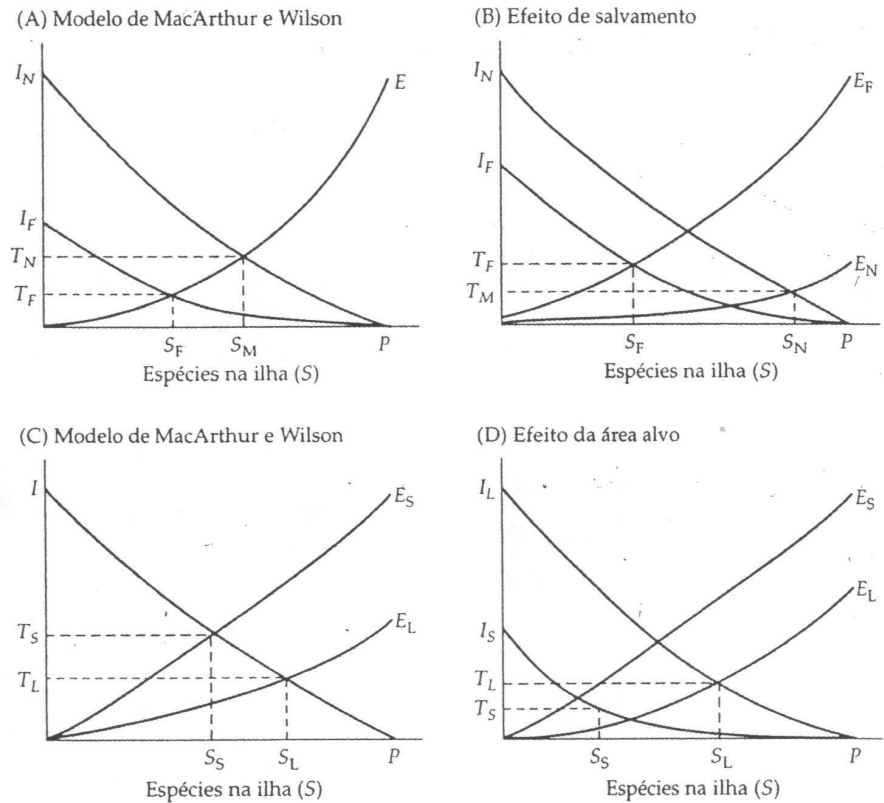 (A) Modelo de MacArthur e Wilson
I_N
E
I_F
T_N
T_F
S_F S_M P
Espécies na ilha (S)
(B) Efeito de salvamento
I_N
E_F
I_F
T_F
E_N
T_M
S_F S_N P
Espécies na ilha (S)
(C) Modelo de MacArthur e Wilson
I
E_S
T_S
E_L
T_L
S_S S_L P
Espécies na ilha (S)
(D) Efeito da área alvo
I_L
E_S
E_L
I_S
T_L
T_S
S_S S_L P
Espécies na ilha (S)